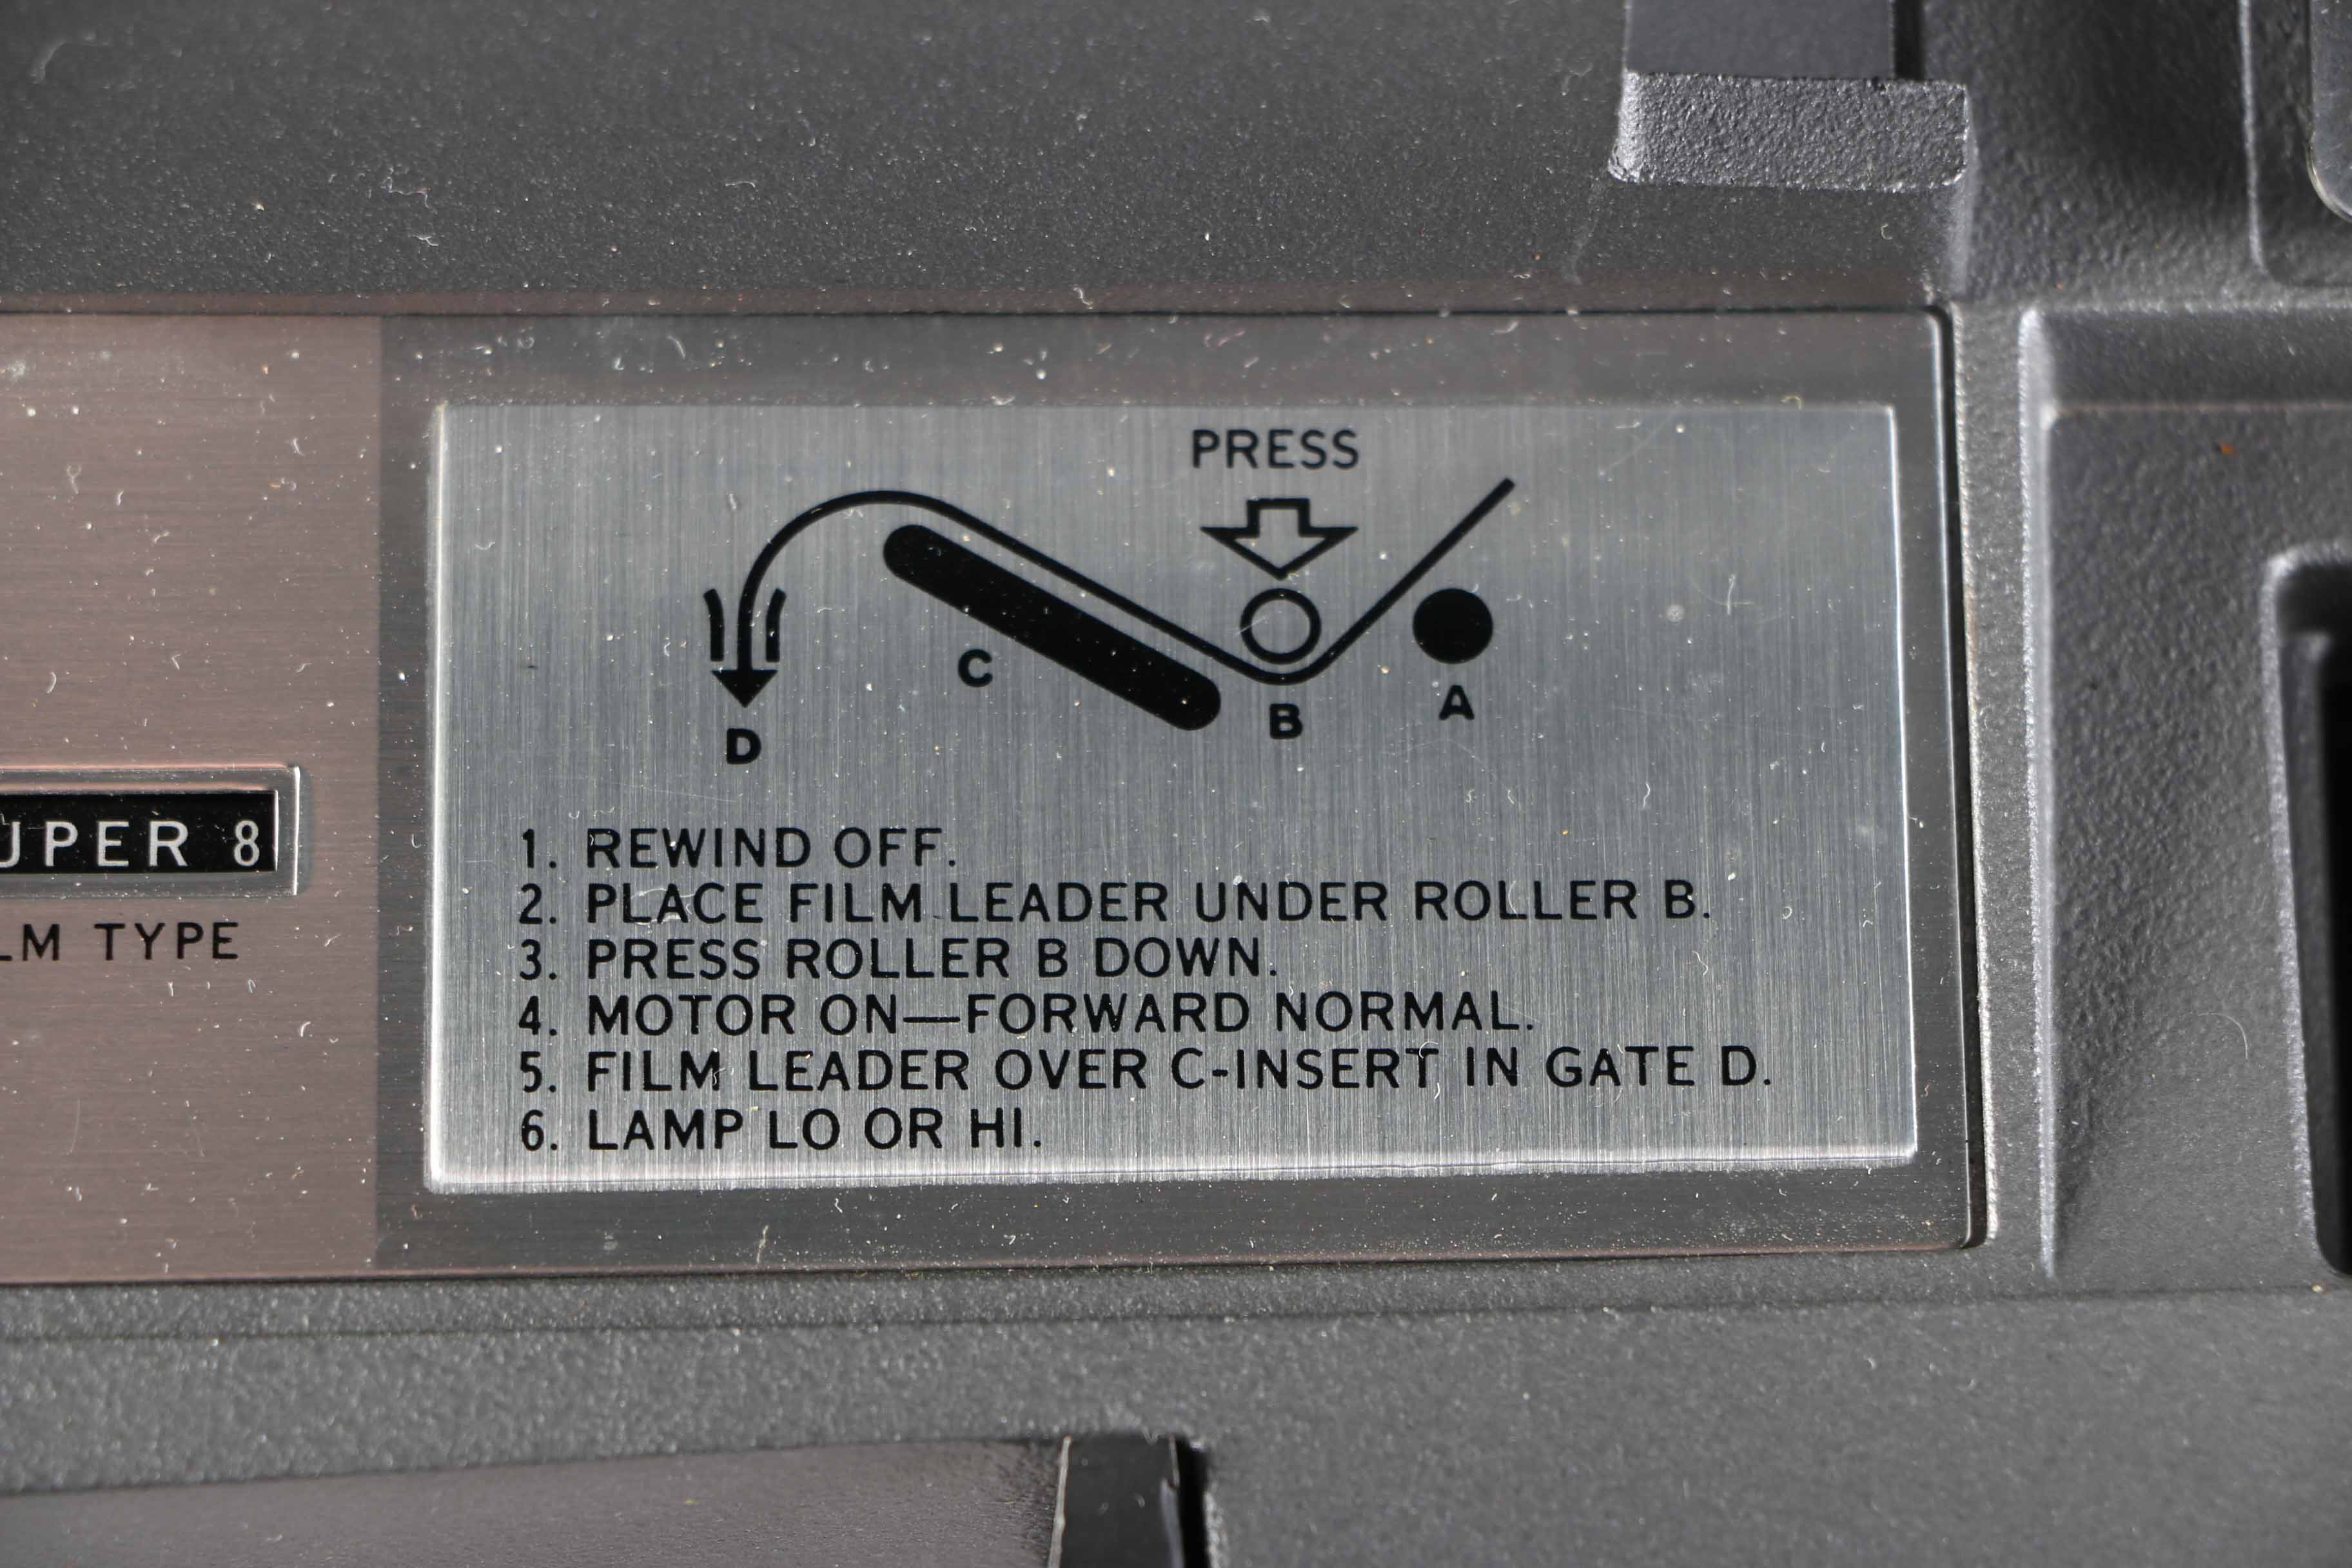 PRESS
C
B
A
D
UPER 8
LM TYPE
1. REWIND OFF.
2. PLACE FILM LEADER UNDER ROLLER B.
3. PRESS ROLLER B DOWN.
4. MOTOR ON—FORWARD NORMAL.
5. FILM LEADER OVER C-INSERT IN GATE D.
6. LAMP LO OR HI.